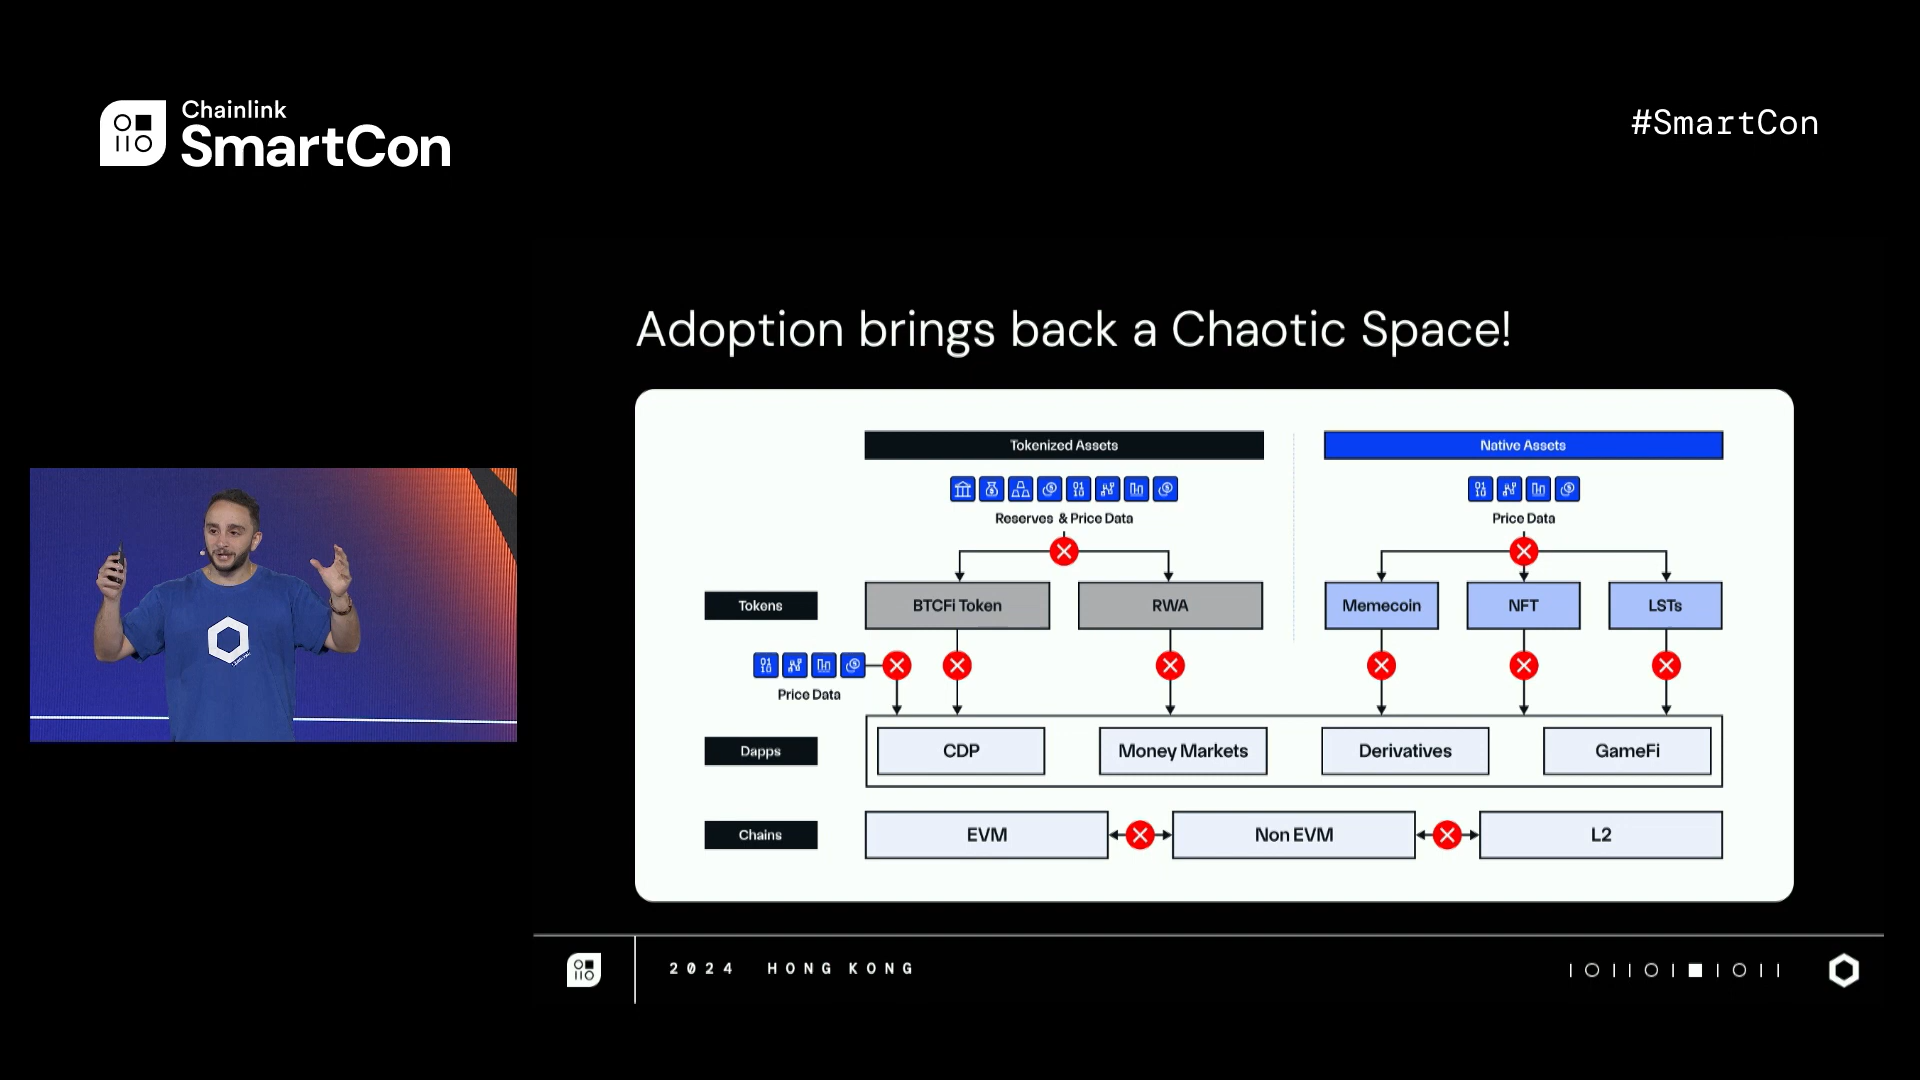 Chainlink
SmartCon
#SmartCon
Adoption brings back a Chaotic Space!
Tokenized Assets
Native Assets
Reserves & Price Data
Price Data
Tokens
BTCFi Token
RWA
Memecoin
NFT
LSTs
Price Data
Dapps
CDP
Money Markets
Derivatives
GameFi
Chains
EVM
Non EVM
L2
2024 HONG KONG